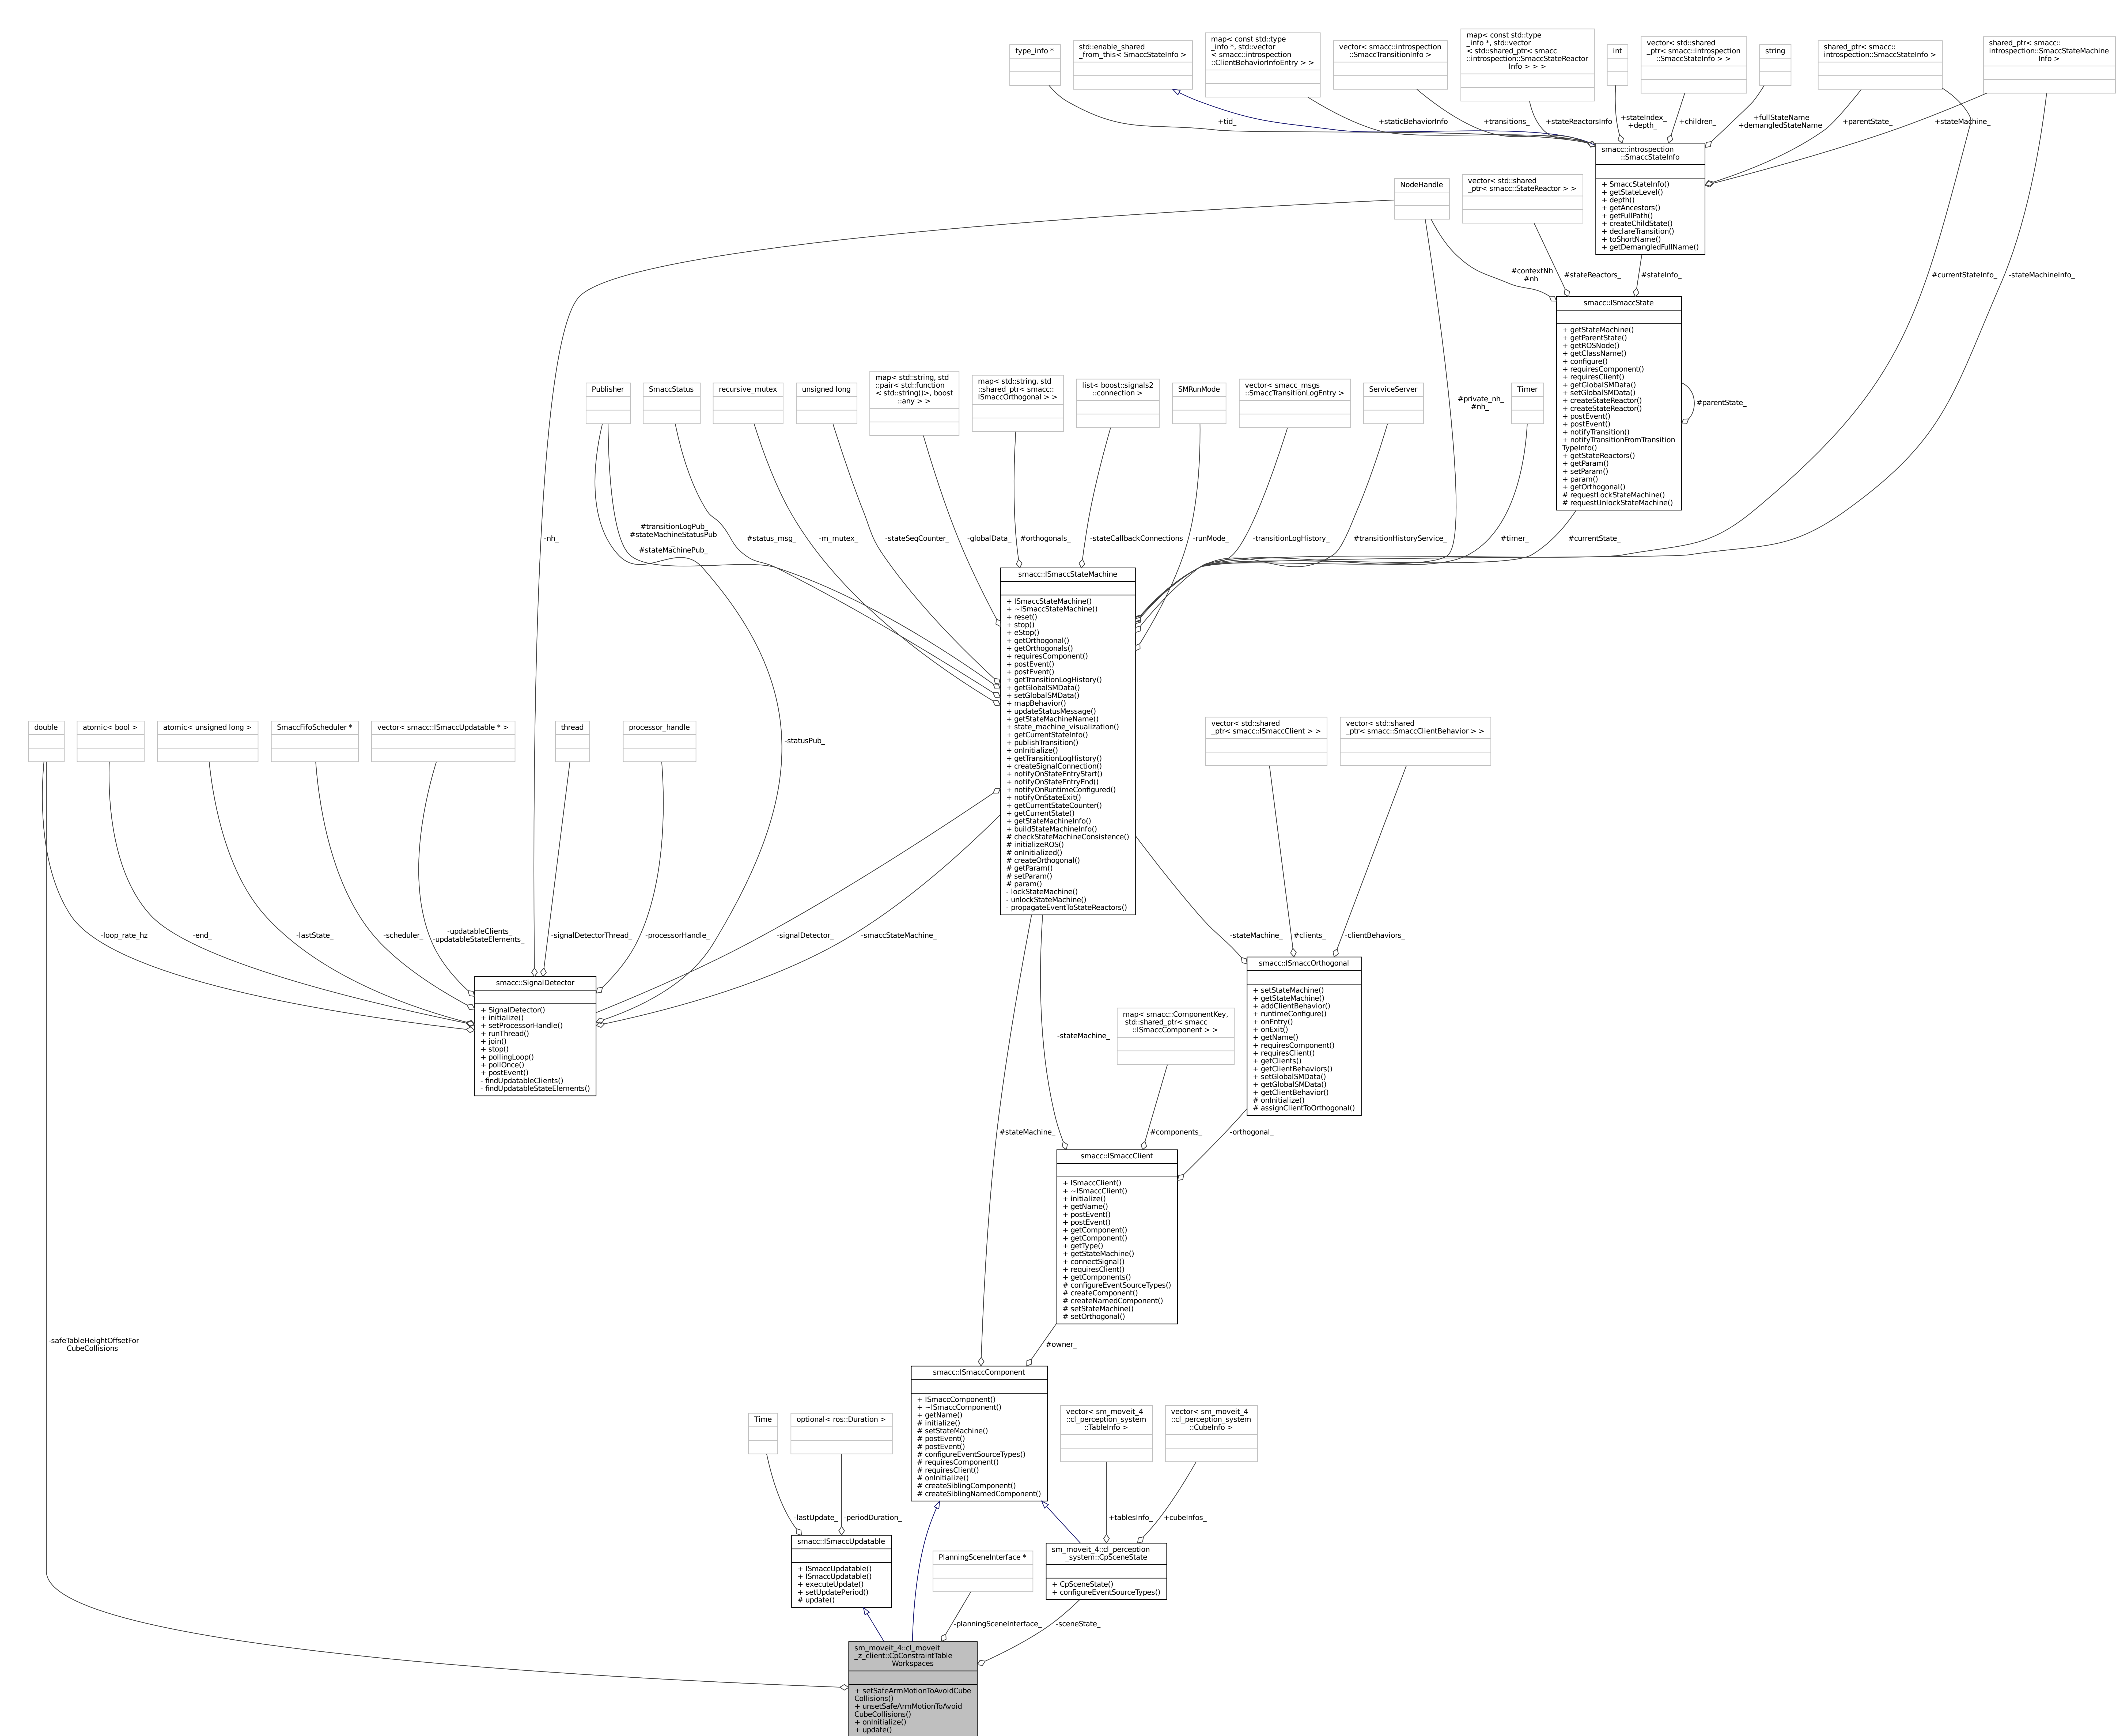 type_info *
std::enable_shared
_from_this< SmaccStateInfo >
map< const std::type
_info *, std::vector
< smacc::introspection
::ClientBehaviorInfoEntry > >
vector< smacc::introspection
::SmaccTransitionInfo >
map< const std::type
_info *, std::vector
< std::shared_ptr< smacc
::introspection::SmaccStateReactor
Info > > >
int
vector< std::shared
_ptr< smacc::introspection
::SmaccStateInfo > >
string
shared_ptr< smacc::
introspection::SmaccStateInfo >
shared_ptr< smacc::
introspection::SmaccStateMachine
Info >
+tid_
+staticBehaviorInfo
+transitions_
+stateReactorsInfo
+stateIndex_
+depth_
+children_
+fullStateName
+demangledStateName
+parentState_
+stateMachine_
smacc::introspection
::SmaccStateInfo
+ SmaccStateInfo()
+ getStateLevel()
+ depth()
+ getAncestors()
+ getFullPath()
+ createChildState()
+ declareTransition()
+ toShortName()
+ getDemangledFullName()
NodeHandle
vector< std::shared
_ptr< smacc::StateReactor > >
#contextNh
#nh
#stateReactors_
#stateInfo_
#currentStateInfo_
-stateMachineInfo_
smacc::ISmaccState
+ getStateMachine()
+ getParentState()
+ getROSNode()
+ getClassName()
+ configure()
+ requiresComponent()
+ requiresClient()
+ getGlobalSMData()
+ setGlobalSMData()
+ createStateReactor()
+ createStateReactor()
+ postEvent()
+ postEvent()
+ notifyTransition()
+ notifyTransitionFromTransition
TypeInfo()
+ getStateReactors()
+ getParam()
+ setParam()
+ param()
+ getOrthogonal()
# requestLockStateMachine()
# requestUnlockStateMachine()
#parentState_
Publisher
SmaccStatus
recursive_mutex
unsigned long
map< std::string, std
::pair< std::function
< std::string()>, boost
::any > >
map< std::string, std
::shared_ptr< smacc::
ISmaccOrthogonal > >
list< boost::signals2
::connection >
SMRunMode
vector< smacc_msgs
::SmaccTransitionLogEntry >
ServiceServer
#private_nh_
#nh_
Timer
-nh_
#transitionLogPub_
#stateMachineStatusPub
_
#stateMachinePub_
#status_msg_
-m_mutex_
-stateSeqCounter_
-globalData_
#orthogonals_
-stateCallbackConnections
-runMode_
-transitionLogHistory_
#transitionHistoryService_
#timer_
#currentState_
smacc::ISmaccStateMachine
+ ISmaccStateMachine()
+ ~ISmaccStateMachine()
+ reset()
+ stop()
+ eStop()
+ getOrthogonal()
+ getOrthogonals()
+ requiresComponent()
+ postEvent()
+ postEvent()
+ getTransitionLogHistory()
+ getGlobalSMData()
+ setGlobalSMData()
+ mapBehavior()
+ updateStatusMessage()
+ getStateMachineName()
+ state_machine_visualization()
+ getCurrentStateInfo()
+ publishTransition()
+ onInitialize()
+ getTransitionLogHistory()
+ createSignalConnection()
+ notifyOnStateEntryStart()
+ notifyOnStateEntryEnd()
+ notifyOnRuntimeConfigured()
+ notifyOnStateExit()
+ getCurrentStateCounter()
+ getCurrentState()
+ getStateMachineInfo()
+ buildStateMachineInfo()
# checkStateMachineConsistence()
# initializeROS()
# onInitialized()
# createOrthogonal()
# getParam()
# setParam()
# param()
- lockStateMachine()
- unlockStateMachine()
- propagateEventToStateReactors()
double
atomic< bool >
atomic< unsigned long >
SmaccFifoScheduler *
vector< smacc::ISmaccUpdatable * >
thread
processor_handle
-statusPub_
vector< std::shared
_ptr< smacc::ISmaccClient > >
vector< std::shared
_ptr< smacc::SmaccClientBehavior > >
-loop_rate_hz
-end_
-lastState_
-scheduler_
-updatableClients_
-updatableStateElements_
-signalDetectorThread_
-processorHandle_
-signalDetector_
-smaccStateMachine_
-stateMachine_
#clients_
-clientBehaviors_
smacc::SignalDetector
+ SignalDetector()
+ initialize()
+ setProcessorHandle()
+ runThread()
+ join()
+ stop()
+ pollingLoop()
+ pollOnce()
+ postEvent()
- findUpdatableClients()
- findUpdatableStateElements()
smacc::ISmaccOrthogonal
+ setStateMachine()
+ getStateMachine()
+ addClientBehavior()
+ runtimeConfigure()
+ onEntry()
+ onExit()
+ getName()
+ requiresComponent()
+ requiresClient()
+ getClients()
+ getClientBehaviors()
+ setGlobalSMData()
+ getGlobalSMData()
+ getClientBehavior()
# onInitialize()
# assignClientToOrthogonal()
map< smacc::ComponentKey,
std::shared_ptr< smacc
::ISmaccComponent > >
-stateMachine_
#stateMachine_
#components_
-orthogonal_
smacc::ISmaccClient
+ ISmaccClient()
+ ~ISmaccClient()
+ initialize()
+ getName()
+ postEvent()
+ postEvent()
+ getComponent()
+ getComponent()
+ getType()
+ getStateMachine()
+ connectSignal()
+ requiresClient()
+ getComponents()
# configureEventSourceTypes()
# createComponent()
# createNamedComponent()
# setStateMachine()
# setOrthogonal()
-safeTableHeightOffsetFor
CubeCollisions
#owner_
smacc::ISmaccComponent
+ ISmaccComponent()
+ ~ISmaccComponent()
+ getName()
# initialize()
# setStateMachine()
# postEvent()
# postEvent()
# configureEventSourceTypes()
# requiresComponent()
# requiresClient()
# onInitialize()
# createSiblingComponent()
# createSiblingNamedComponent()
Time
optional< ros::Duration >
vector< sm_moveit_4
::cl_perception_system
::TableInfo >
vector< sm_moveit_4
::cl_perception_system
::CubeInfo >
-lastUpdate_
-periodDuration_
+tablesInfo_
+cubeInfos_
smacc::ISmaccUpdatable
+ ISmaccUpdatable()
+ ISmaccUpdatable()
+ executeUpdate()
+ setUpdatePeriod()
# update()
PlanningSceneInterface *
sm_moveit_4::cl_perception
_system::CpSceneState
+ CpSceneState()
+ configureEventSourceTypes()
-planningSceneInterface_
-sceneState_
sm_moveit_4::cl_moveit
_z_client::CpConstraintTable
Workspaces
+ setSafeArmMotionToAvoidCube
Collisions()
+ unsetSafeArmMotionToAvoid
CubeCollisions()
+ onInitialize()
+ update()